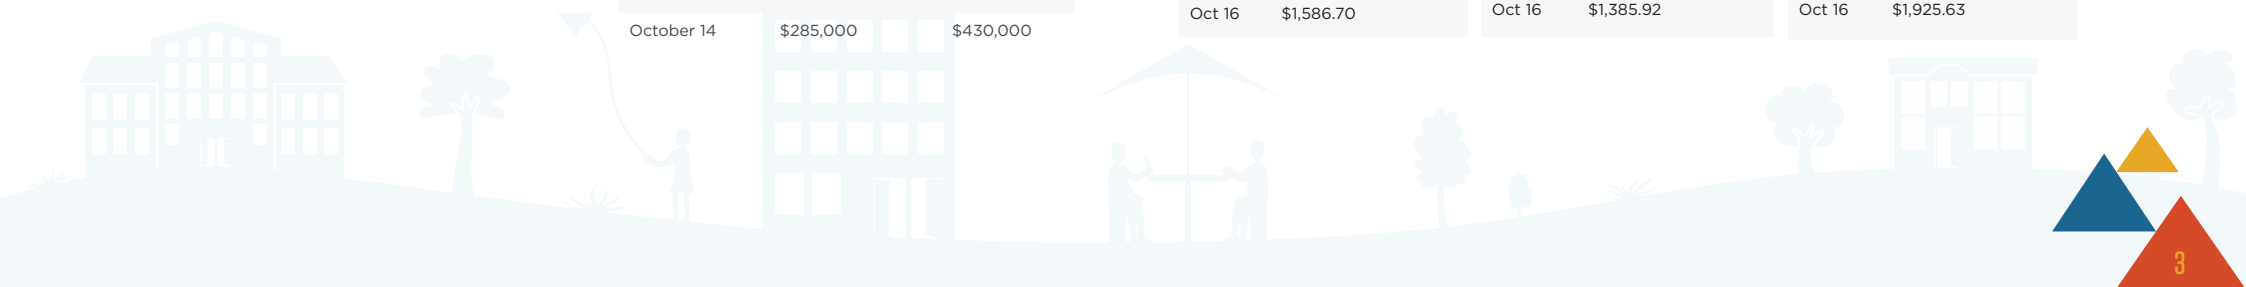 October 14 $285,000 $430,000
Oct 16 $1,586.70
Oct 16 $1,385.92
Oct 16 $1,925.63
3